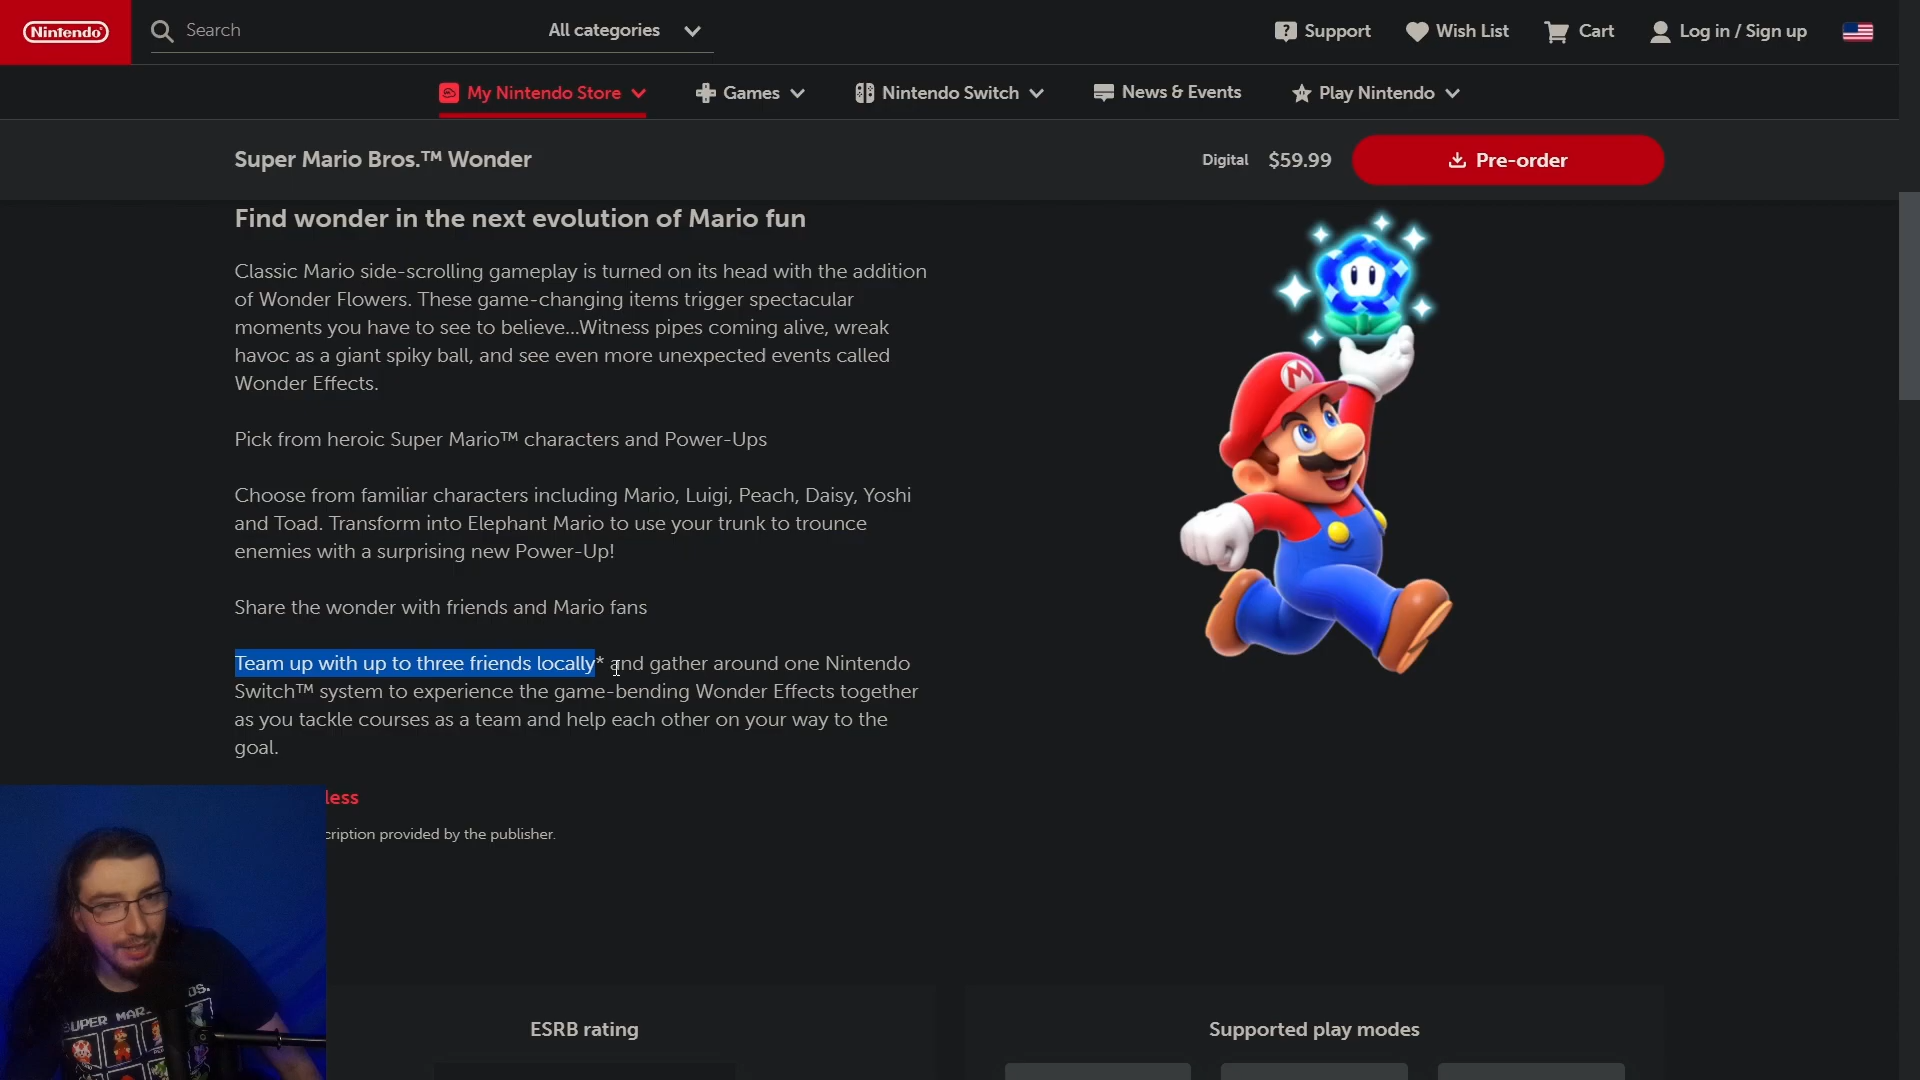 Nintendo
Search
All categories
Support
Wish List
Cart
Log in / Sign up
My Nintendo Store
Games
Nintendo Switch
News & Events
Play Nintendo
Super Mario Bros.™ Wonder
Digital
$59.99
Pre-order
Find wonder in the next evolution of Mario fun
Classic Mario side-scrolling gameplay is turned on its head with the addition
of Wonder Flowers. These game-changing items trigger spectacular
moments you have to see to believe...Witness pipes coming alive, wreak
havoc as a giant spiky ball, and see even more unexpected events called
Wonder Effects.
Pick from heroic Super Mario™ characters and Power-Ups
Choose from familiar characters including Mario, Luigi, Peach, Daisy, Yoshi
and Toad. Transform into Elephant Mario to use your trunk to trounce
enemies with a surprising new Power-Up!
Share the wonder with friends and Mario fans
Team up with up to three friends locally* and gather around one Nintendo
Switch™ system to experience the game-bending Wonder Effects together
as you tackle courses as a team and help each other on your way to the
goal.
less
cription provided by the publisher.
M
UPER MAR
OS.
ESRB rating
Supported play modes